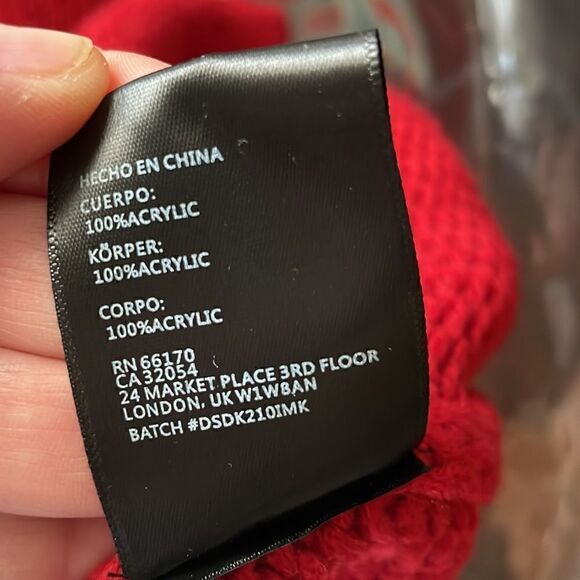 HECHO EN CHINA
CUERPO:
100%ACRYLIC
KÖRPER:
100%ACRYLIC
CORPO:
100%ACRYLIC
RN 66170
CA 32054
24 MARKET PLACE 3RD FLOOR
LONDON, UK W1W8AN
BATCH #DSDK210IMK